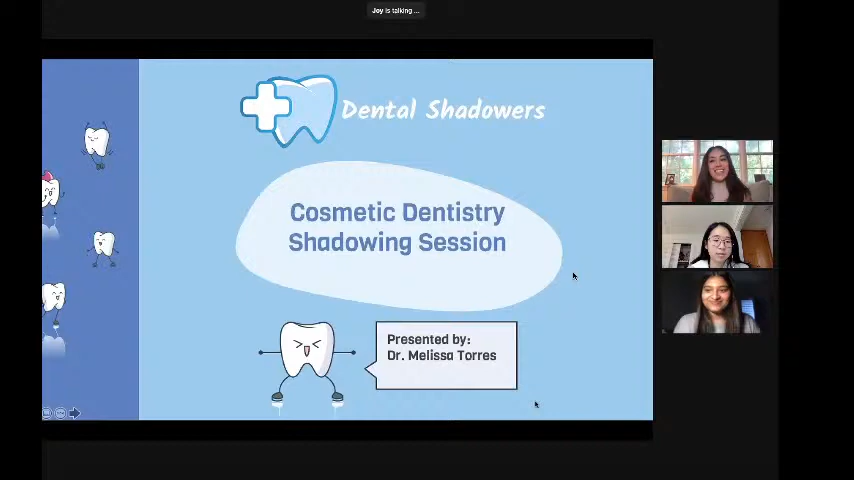 Joy is talking...
Dental Shadowers
Cosmetic Dentistry
Shadowing Session
Presented by:
Dr. Melissa Torres